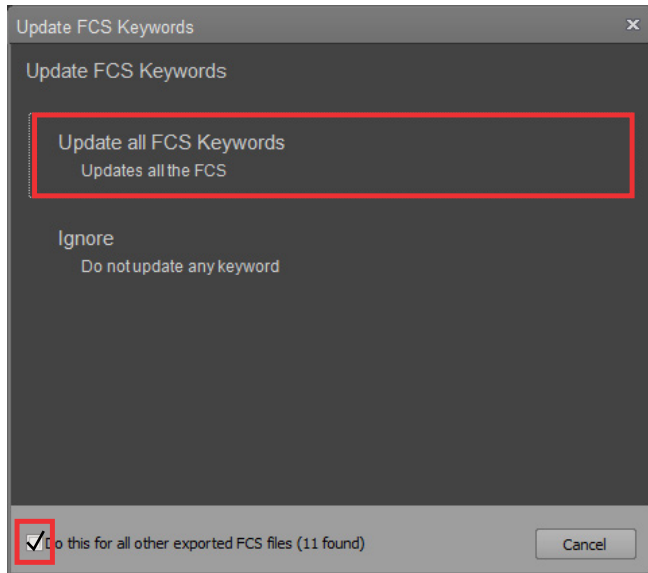 Update FCS Keywords
Update FCS Keywords
Update all FCS Keywords
Updates all the FCS
Ignore
Do not update any keyword
Do this for all other exported FCS files (11 found)
Cancel